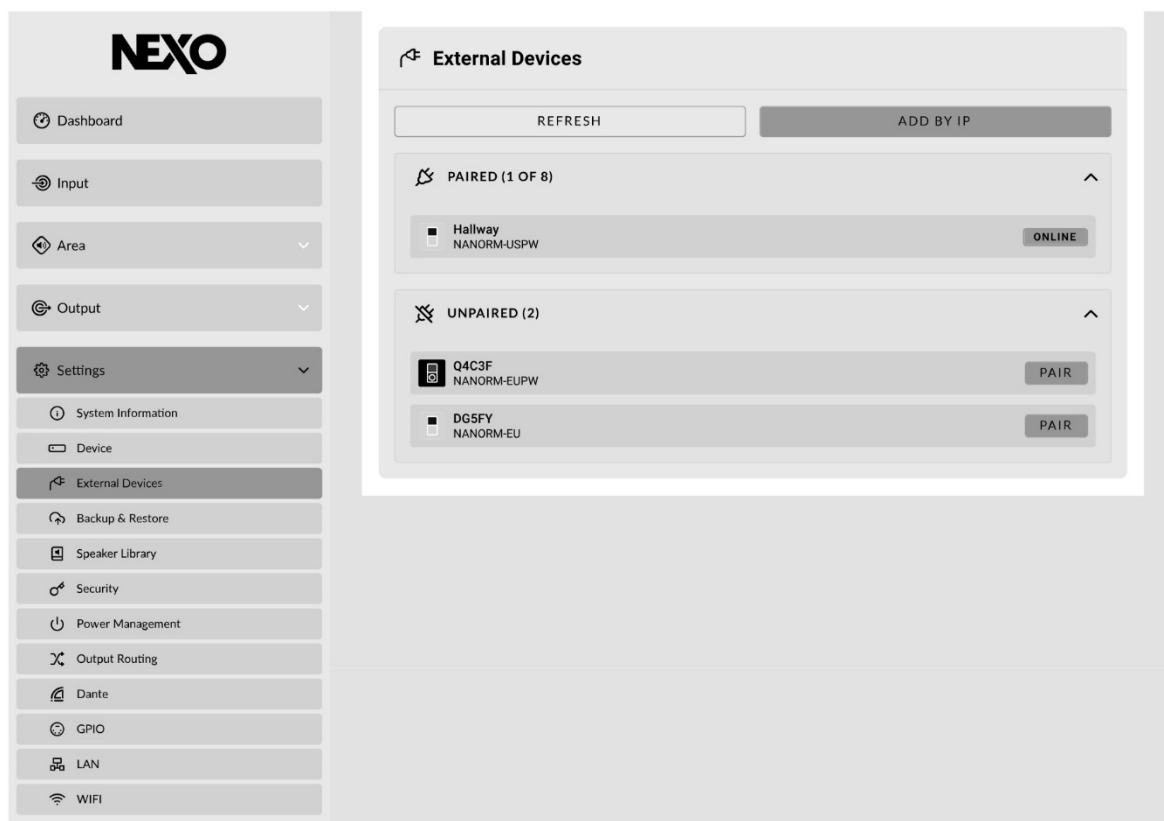 NEXO
Dashboard
Input
Area
Output
Settings
System Information
Device
External Devices
Backup & Restore
Speaker Library
Security
Power Management
Output Routing
Dante
GPIO
LAN
WIFI
External Devices
REFRESH
ADD BY IP
PAIRED (1 OF 8)
Hallway
NANORM-USPW
ONLINE
UNPAIRED (2)
Q4C3F
NANORM-EUPW
PAIR
DG5FY
NANORM-EU
PAIR